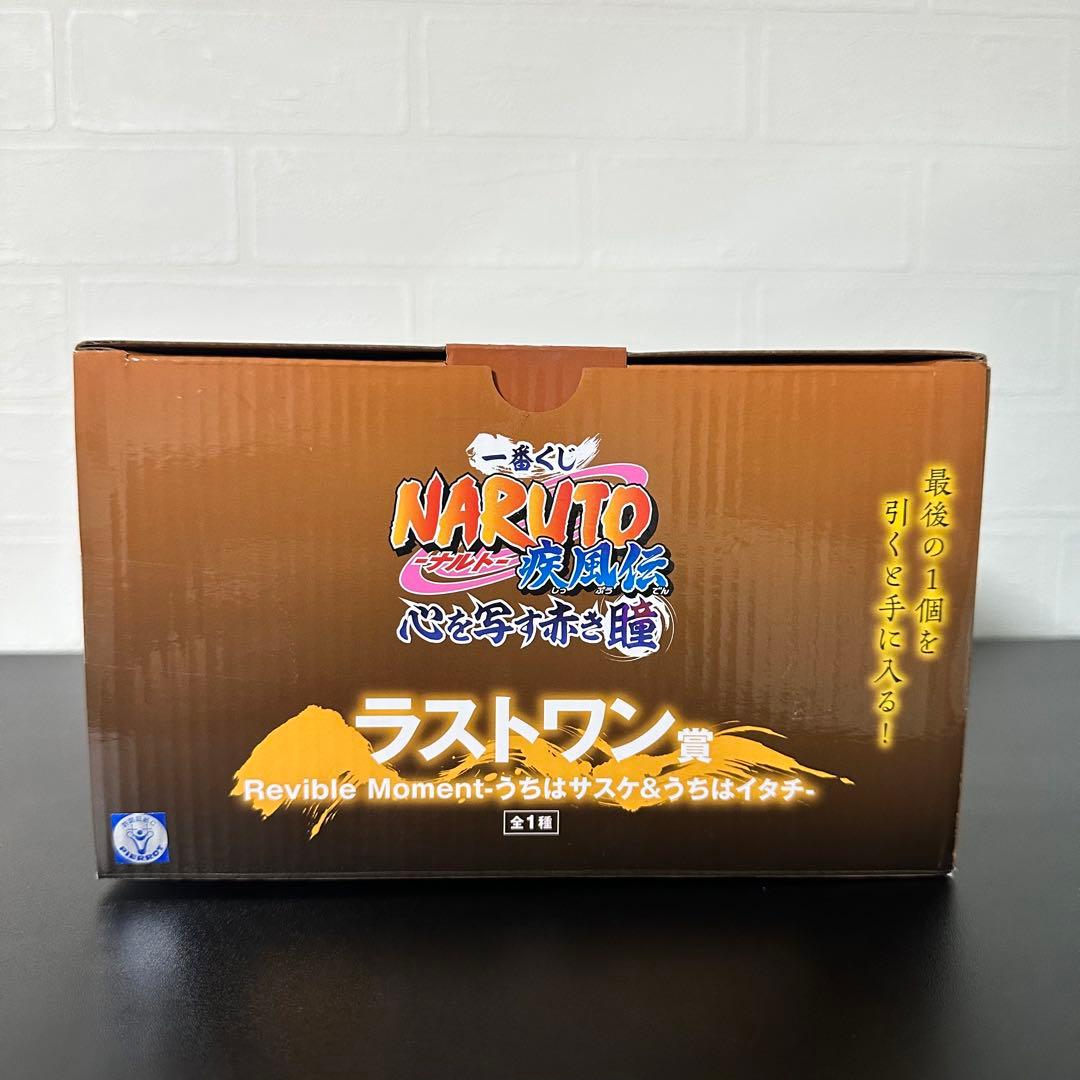 一番くじ
NARUTO
-ナルト-
疾風伝
しっぷうでん
心を写す赤き瞳
最後の1個を
引くと手に入る!
ラストワン賞
Revible Moment-うちはサスケ&うちはイタチ-
全1種
PIERROT